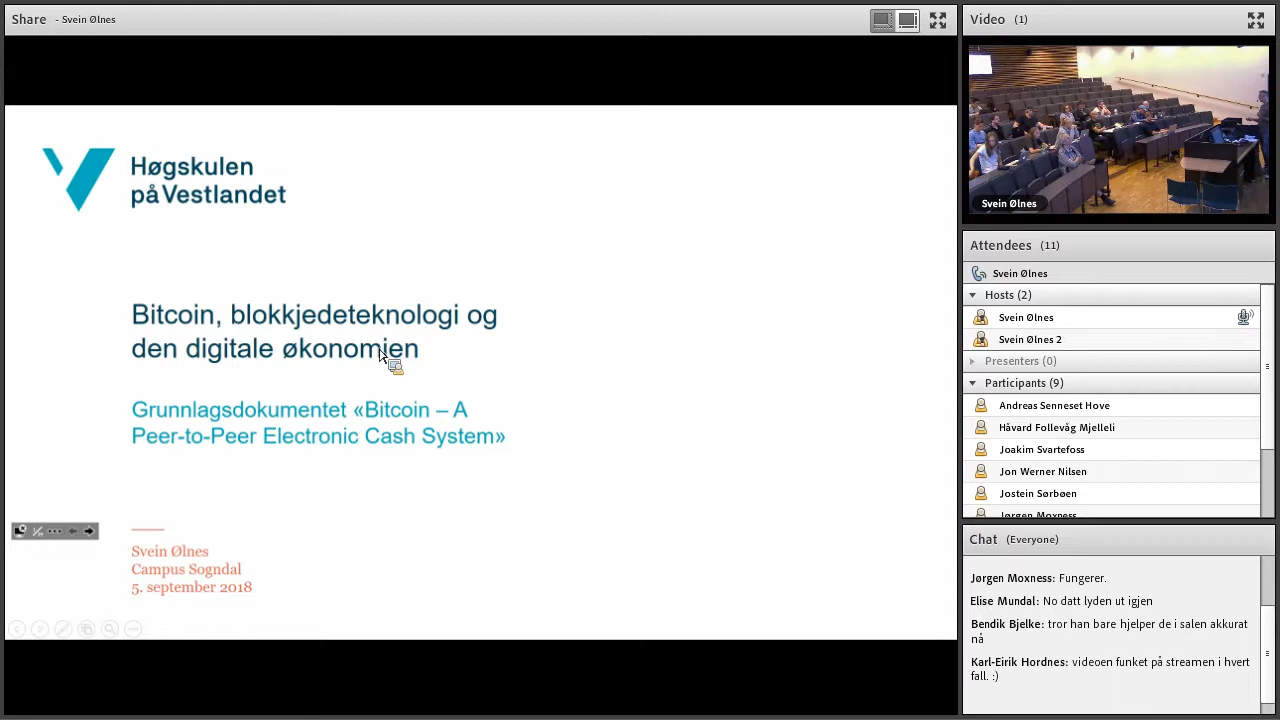 Share - Svein Ølnes
Høgskulen
på Vestlandet
Bitcoin, blokkjedeteknologi og
den digitale økonomien
Grunnlagsdokumentet «Bitcoin – A
Peer-to-Peer Electronic Cash System»
Svein Ølnes
Campus Sogndal
5. september 2018
Video (1)
Svein Ølnes
Attendees (11)
Svein Ølnes
Hosts (2)
Svein Ølnes
Svein Ølnes 2
Presenters (0)
Participants (9)
Andreas Senneset Hove
Håvard Follevåg Mjelleli
Joakim Svartefoss
Jon Werner Nilsen
Jostein Sørbøen
Jørgen Moxness
Chat (Everyone)
Jørgen Moxness: Fungerer.
Elise Mundal: No datt lyden ut igjen
Bendik Bjelke: tror han bare hjelper de i salen akkurat
nå
Karl-Eirik Hordnes: videoen funket på streamen i hvert
fall. :)